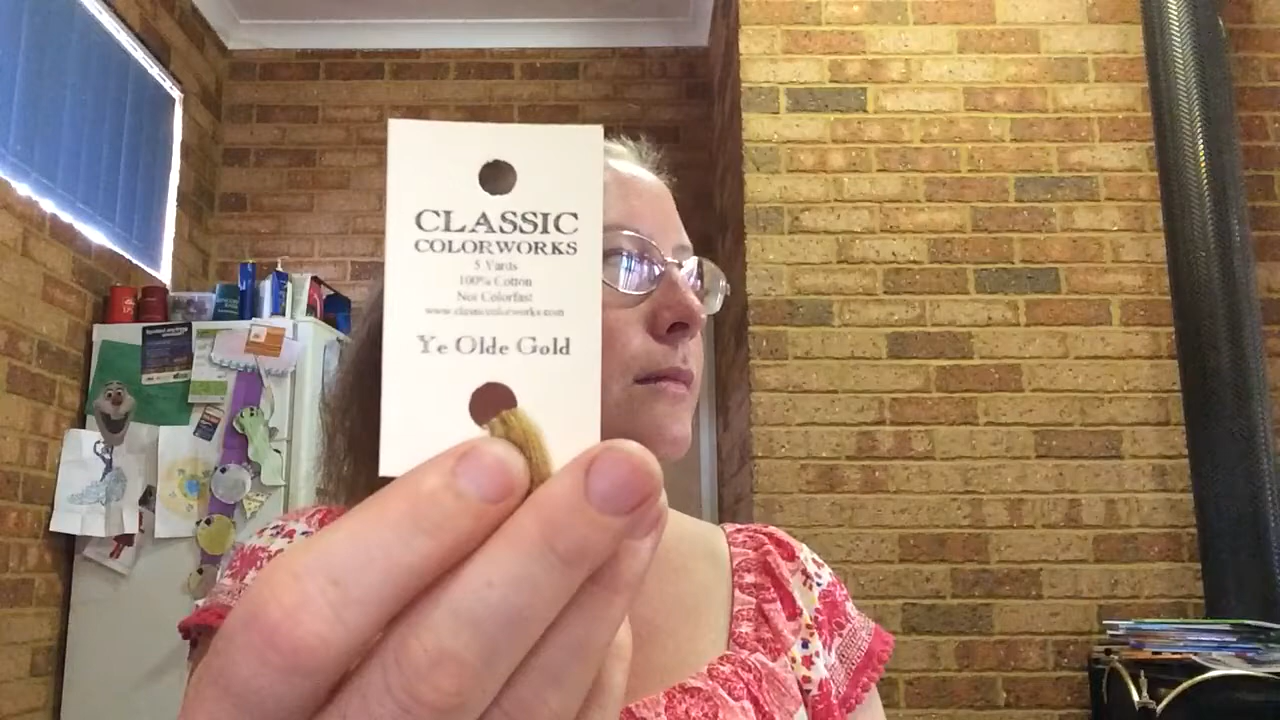 CLASSIC
COLORWORKS
5 Yards
100% Cotton
Not Colorfast
www.classiccolorworks.com
Ye Olde Gold